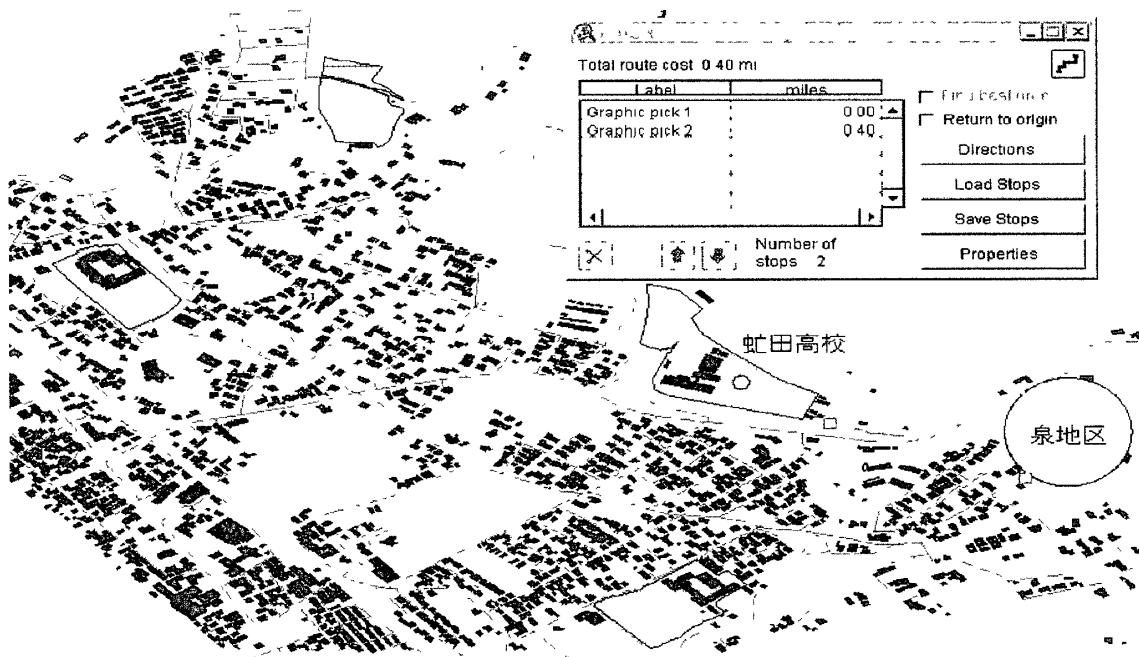 Total route cost 0 40 mi
Label miles
Graphic pick 1 0 00
Graphic pick 2 0 40
Return to origin
Directions
Load Stops
Save Stops
Properties
Number of
stops 2
虻田高校
泉地区